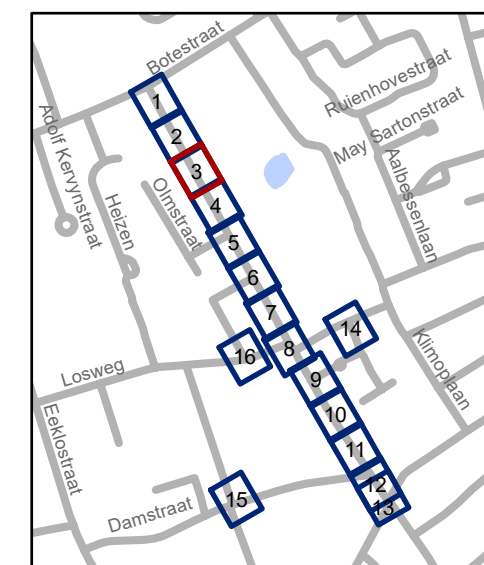 Botestraat
Ruienhovestraat
May Sartonstraat
Adolf Kervynstraat
Aalbessenlaan
Heizen
Olmstraat
1
2
3
4
5
6
7
8
14
16
9
Klimoplaan
Losweg
10
Eeklostraat
11
12
15
13
Damstraat